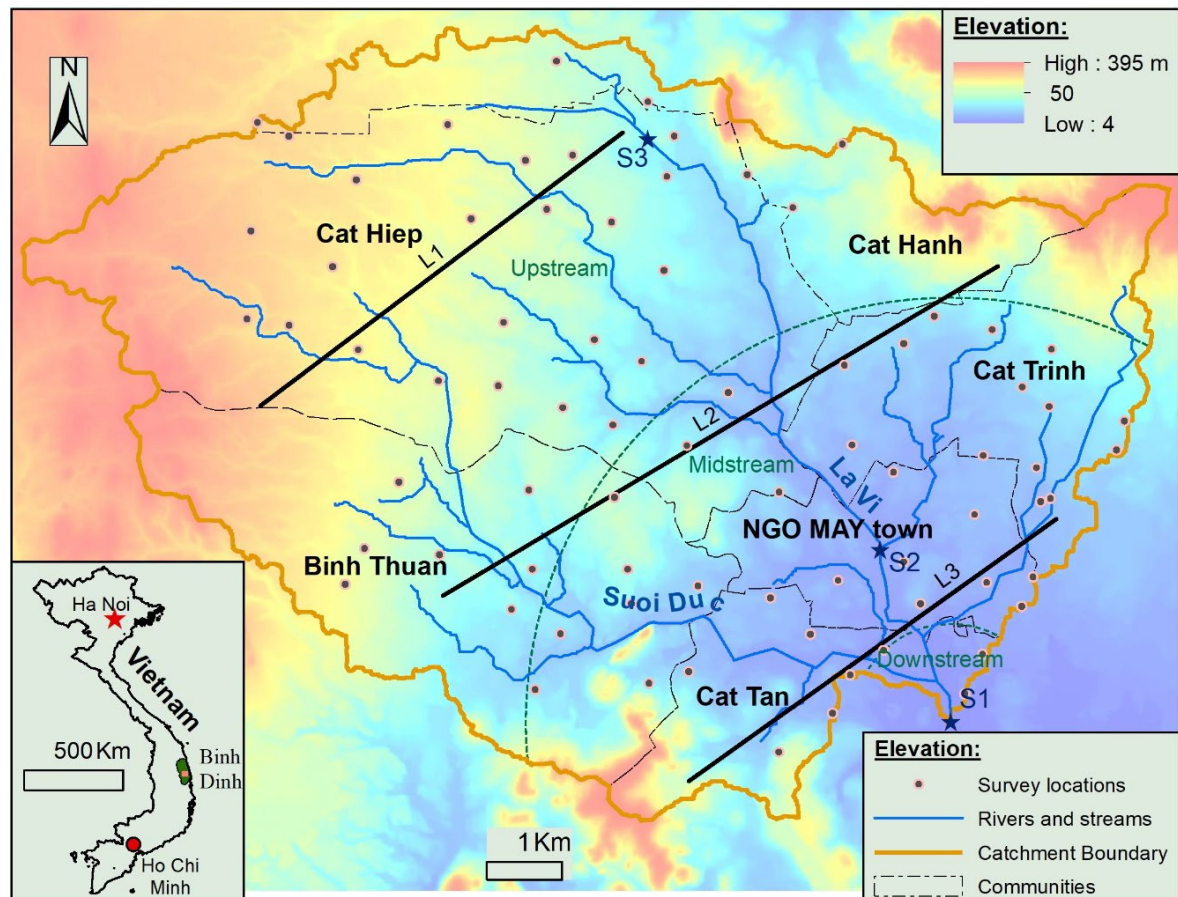 N
Elevation:
High : 395 m
50
Low : 4
S3
Cat Hiep
L1
Upstream
Cat Hanh
Cat Trinh
L2
Midstream
La Vi
NGO MAY town
S2
L3
Binh Thuan
Suoi Du c
Downstream
Cat Tan
S1
Ha Noi
Vietnam
500 Km
Binh
Dinh
Ho Chi
Minh
1 Km
Elevation:
Survey locations
Rivers and streams
Catchment Boundary
Communities